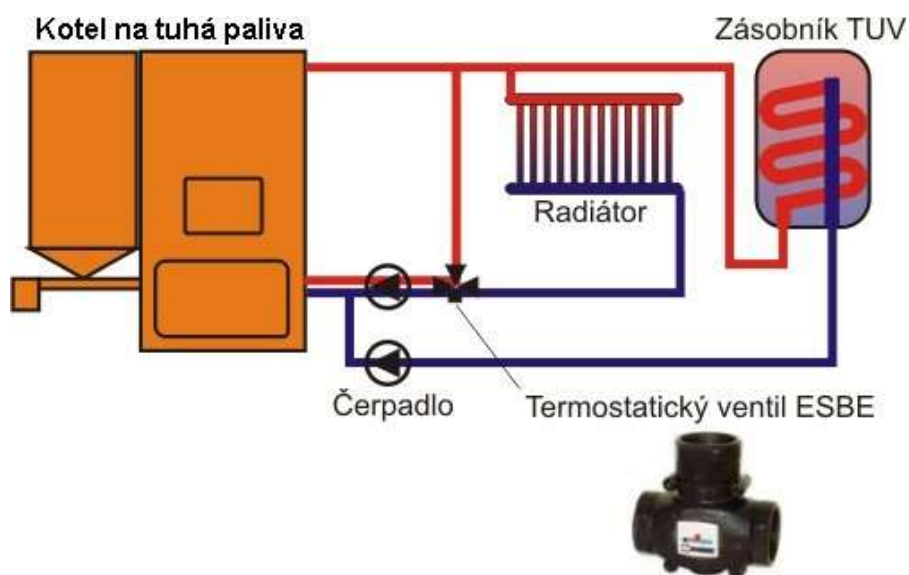 Kotel na tuhá paliva
Zásobník TUV
Radiátor
Čerpadlo
Termostatický ventil ESBE